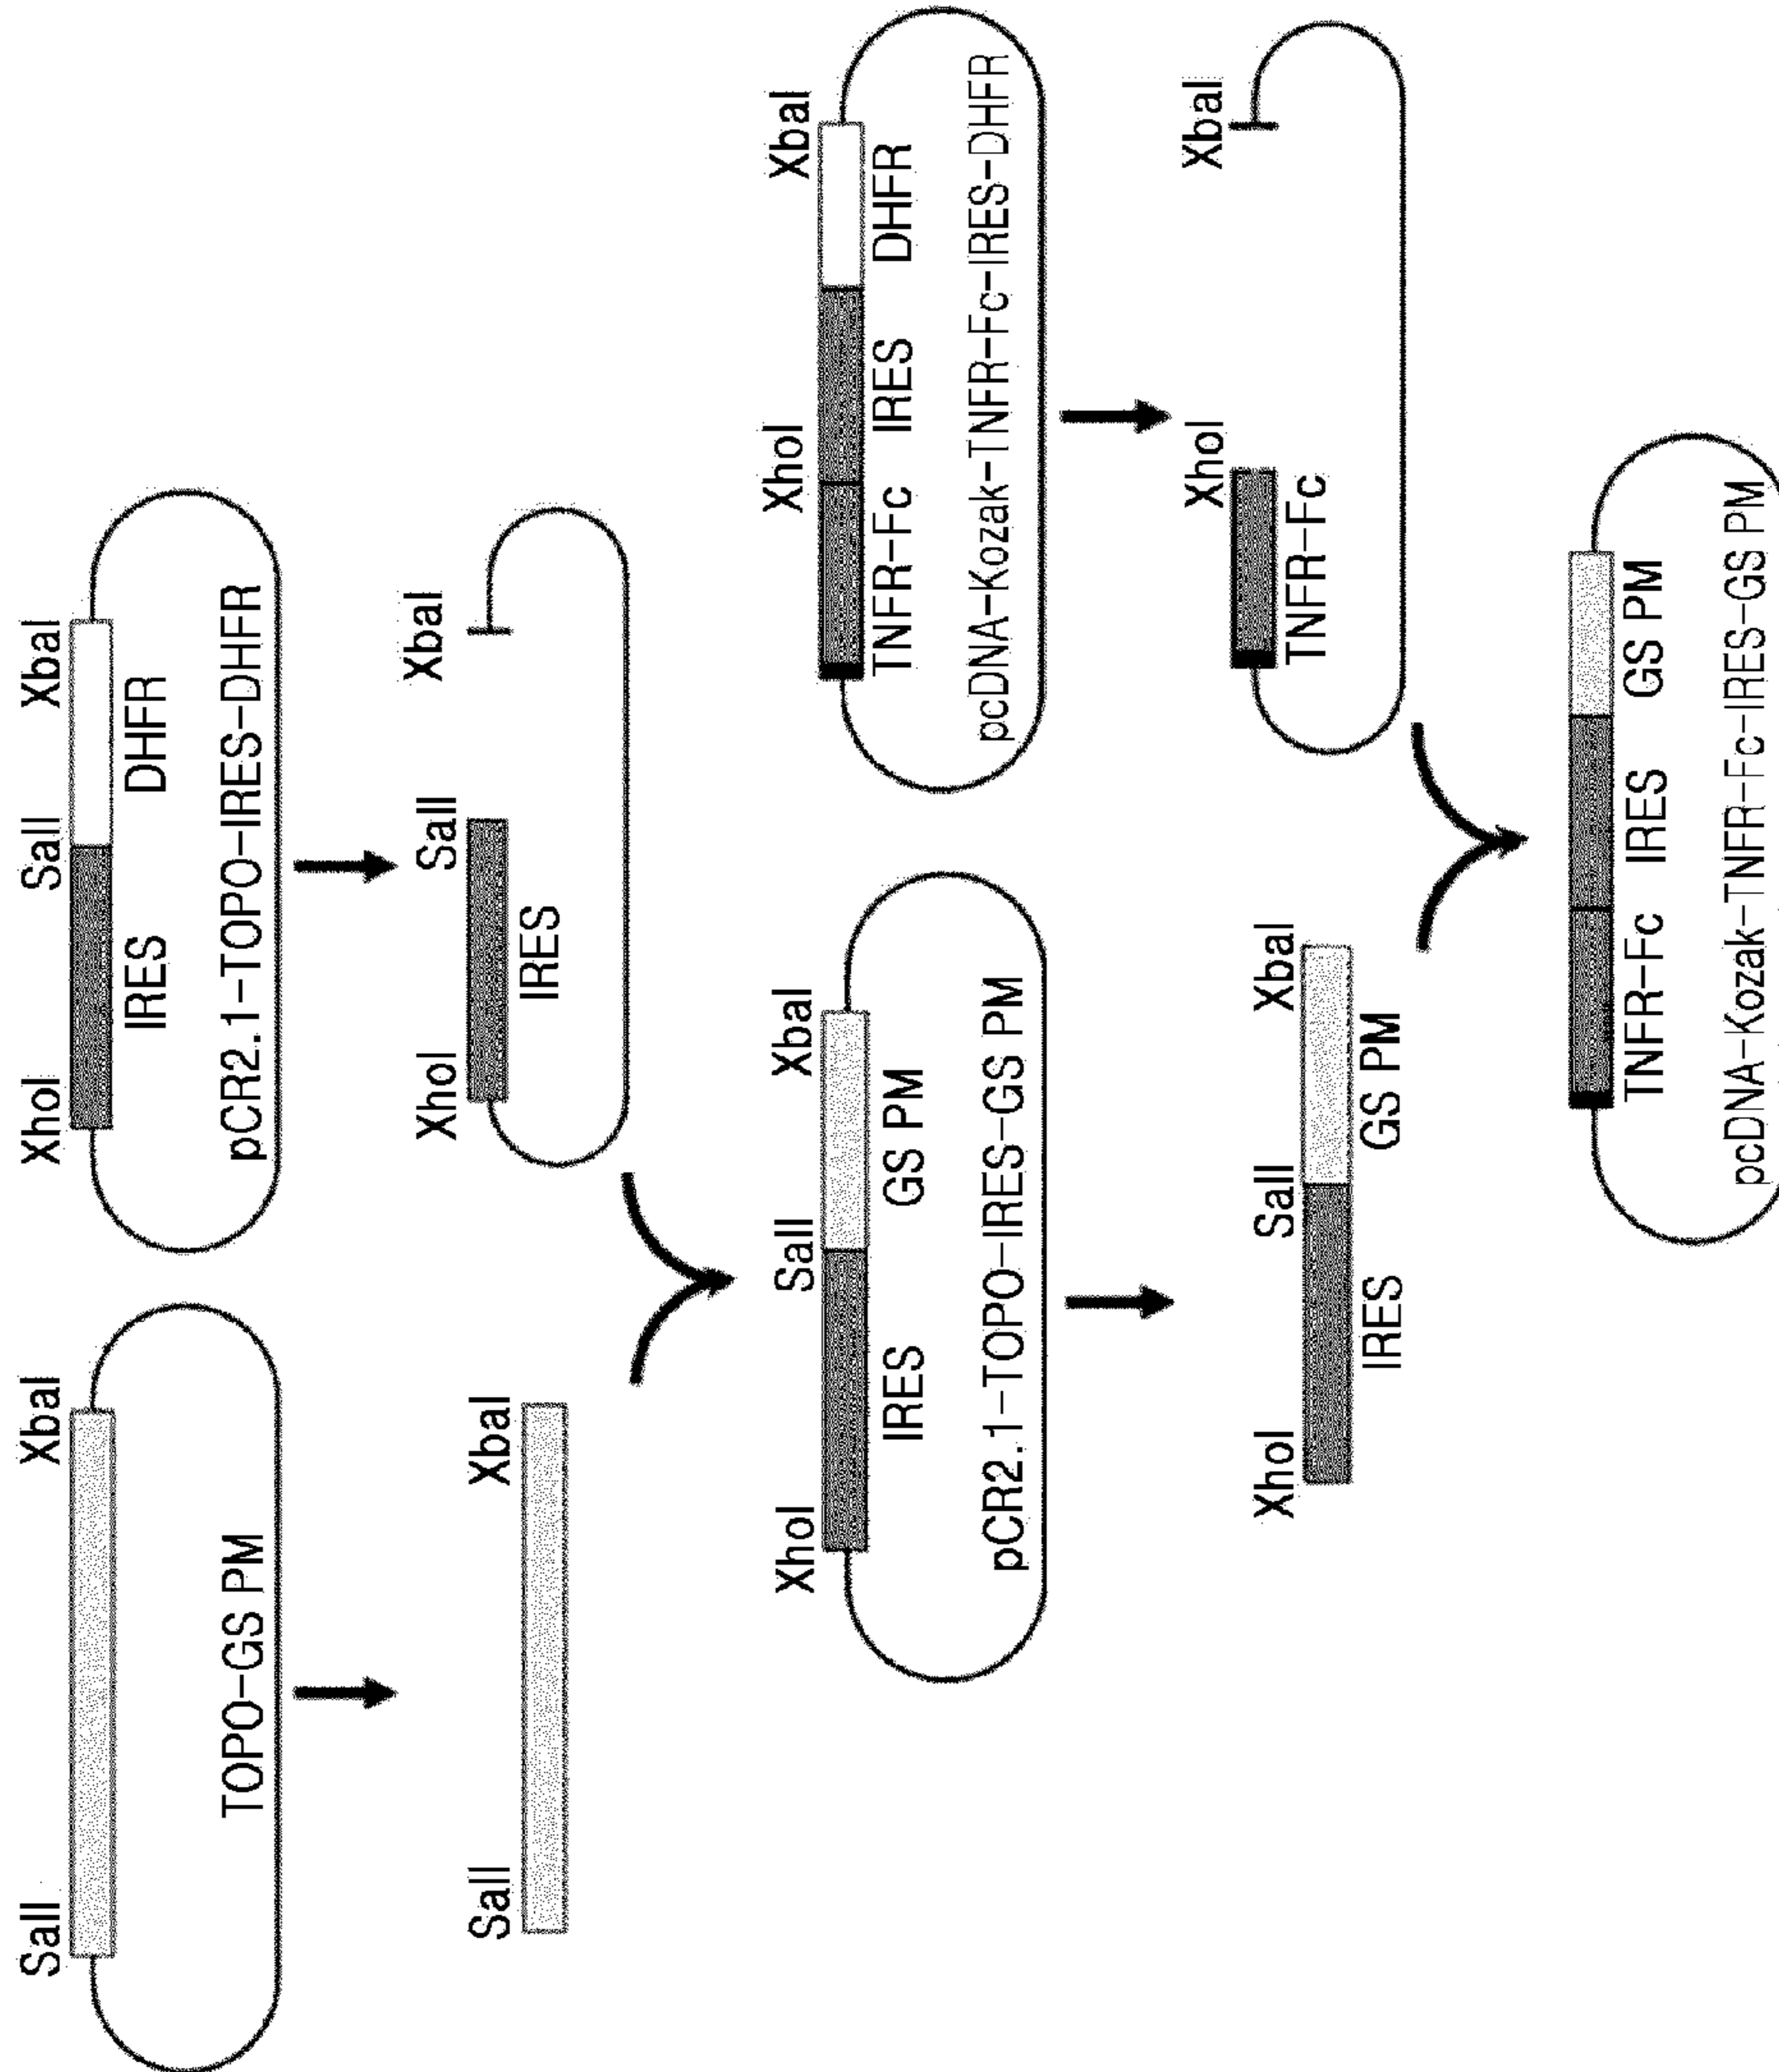 SalI XbaI
TOPO-GS PM
XhoI SalI XbaI
IRES DHFR
pCR2.1-TOPO-IRES-DHFR
SalI XbaI
XhoI SalI XbaI
IRES
XhoI SalI XbaI
IRES GS PM
pCR2.1-TOPO-IRES-GS PM
XhoI XbaI
TNFR-Fc IRES DHFR
pcDNA-Kozak-TNFR-Fc-IRES-DHFR
XhoI SalI XbaI
IRES GS PM
XhoI XbaI
TNFR-Fc
TNFR-Fc IRES GS PM
pcDNA-Kozak-TNFR-Fc-IRES-GS PM